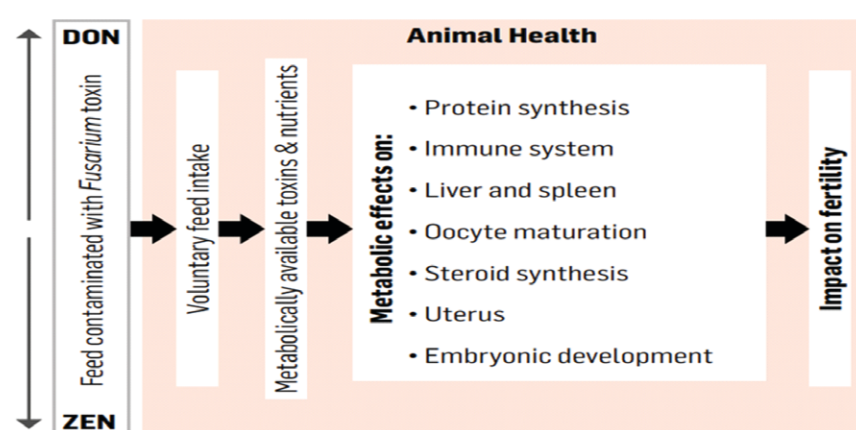 DON
Feed contaminated with Fusarium toxin
ZEN
Animal Health
Voluntary feed intake
Metabolically available toxins & nutrients
Metabolic effects on:
• Protein synthesis
• Immune system
• Liver and spleen
• Oocyte maturation
• Steroid synthesis
• Uterus
• Embryonic development
Impact on fertility